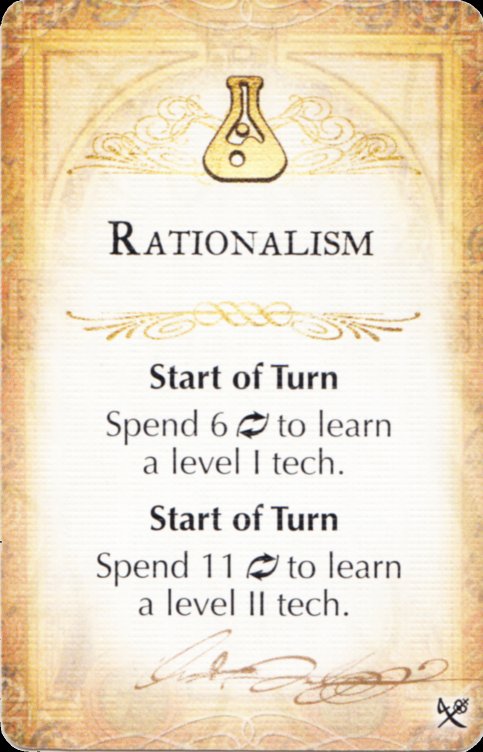 RATIONALISM
Start of Turn
Spend 6 to learn
a level I tech.
Start of Turn
Spend 11 to learn
a level II tech.